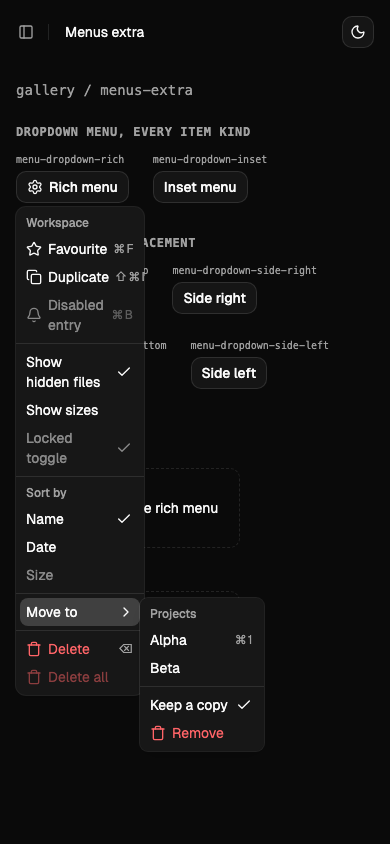 Menus extra
gallery / menus-extra
DROPDOWN MENU, EVERY ITEM KIND
menu-dropdown-rich
menu-dropdown-inset
Rich menu
Inset menu
Workspace
Favourite ⌘F
Duplicate
Disabled
entry ⌘B
menu-dropdown-side-right
Side right
menu-dropdown-side-left
Side left
Show
hidden files
Show sizes
Locked
toggle
Sort by
Name
Date
Size
rich menu
Move to
Delete
Delete all
Projects
Alpha ⌘1
Beta
Keep a copy
Remove